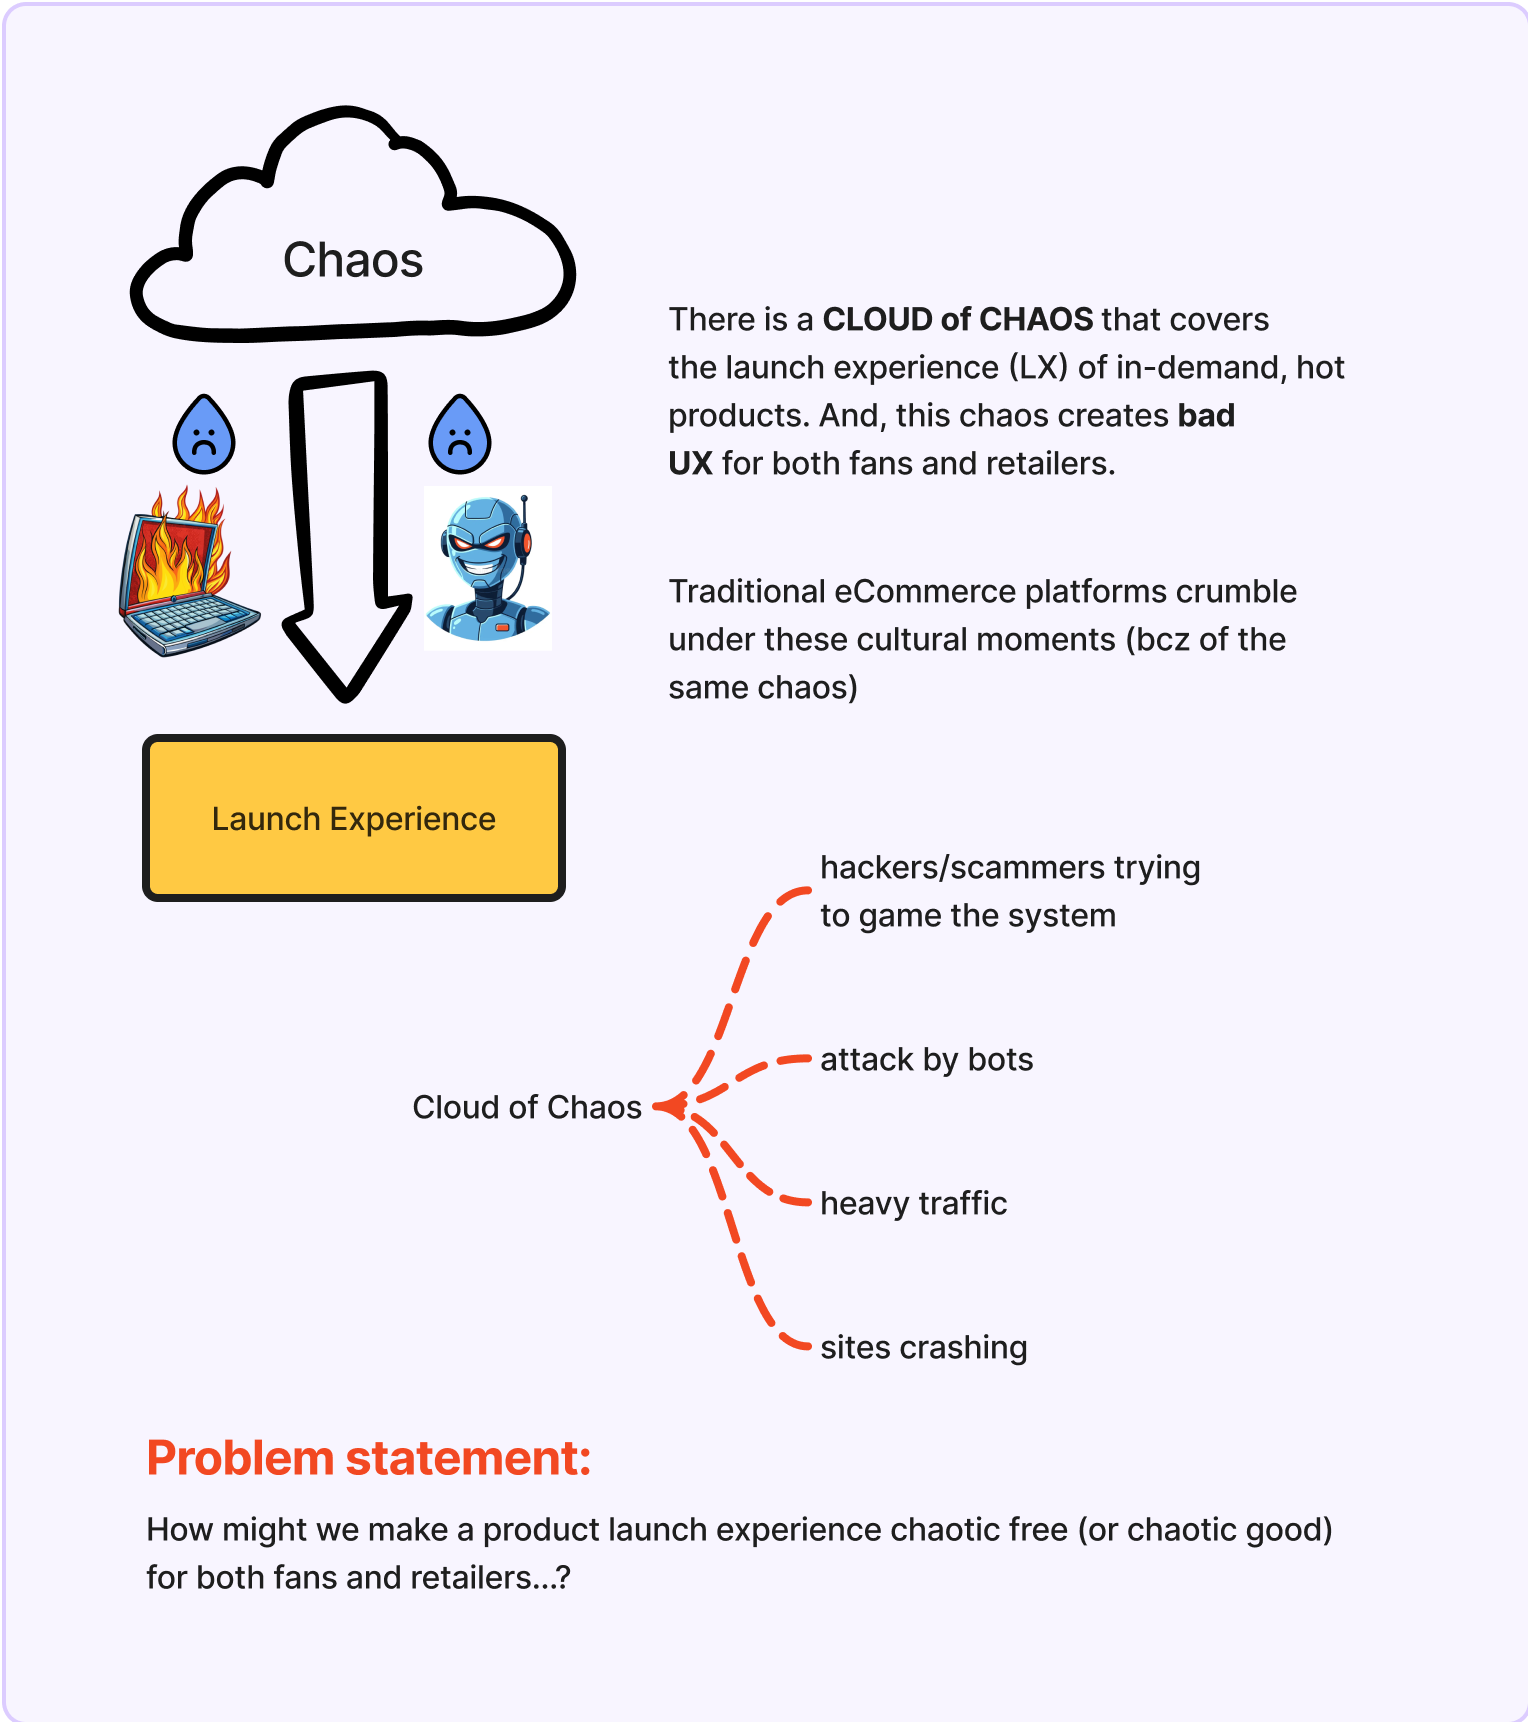 Chaos
There is a CLOUD of CHAOS that covers
the launch experience (LX) of in-demand, hot
products. And, this chaos creates bad
UX for both fans and retailers.
Traditional eCommerce platforms crumble
under these cultural moments (bcz of the
same chaos)
Launch Experience
hackers/scammers trying
to game the system
attack by bots
Cloud of Chaos
heavy traffic
sites crashing
Problem statement:
How might we make a product launch experience chaotic free (or chaotic good)
for both fans and retailers...?